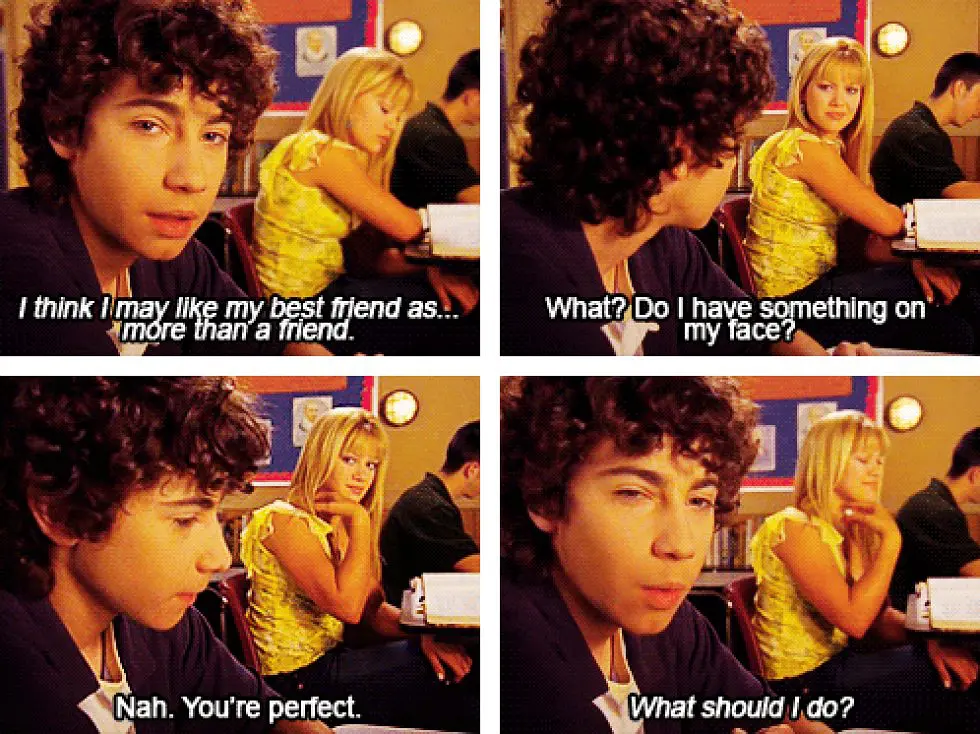 I think I may like my best friend as...
more than a friend.
What? Do I have something on
my face?
Nah. You're perfect.
What should I do?